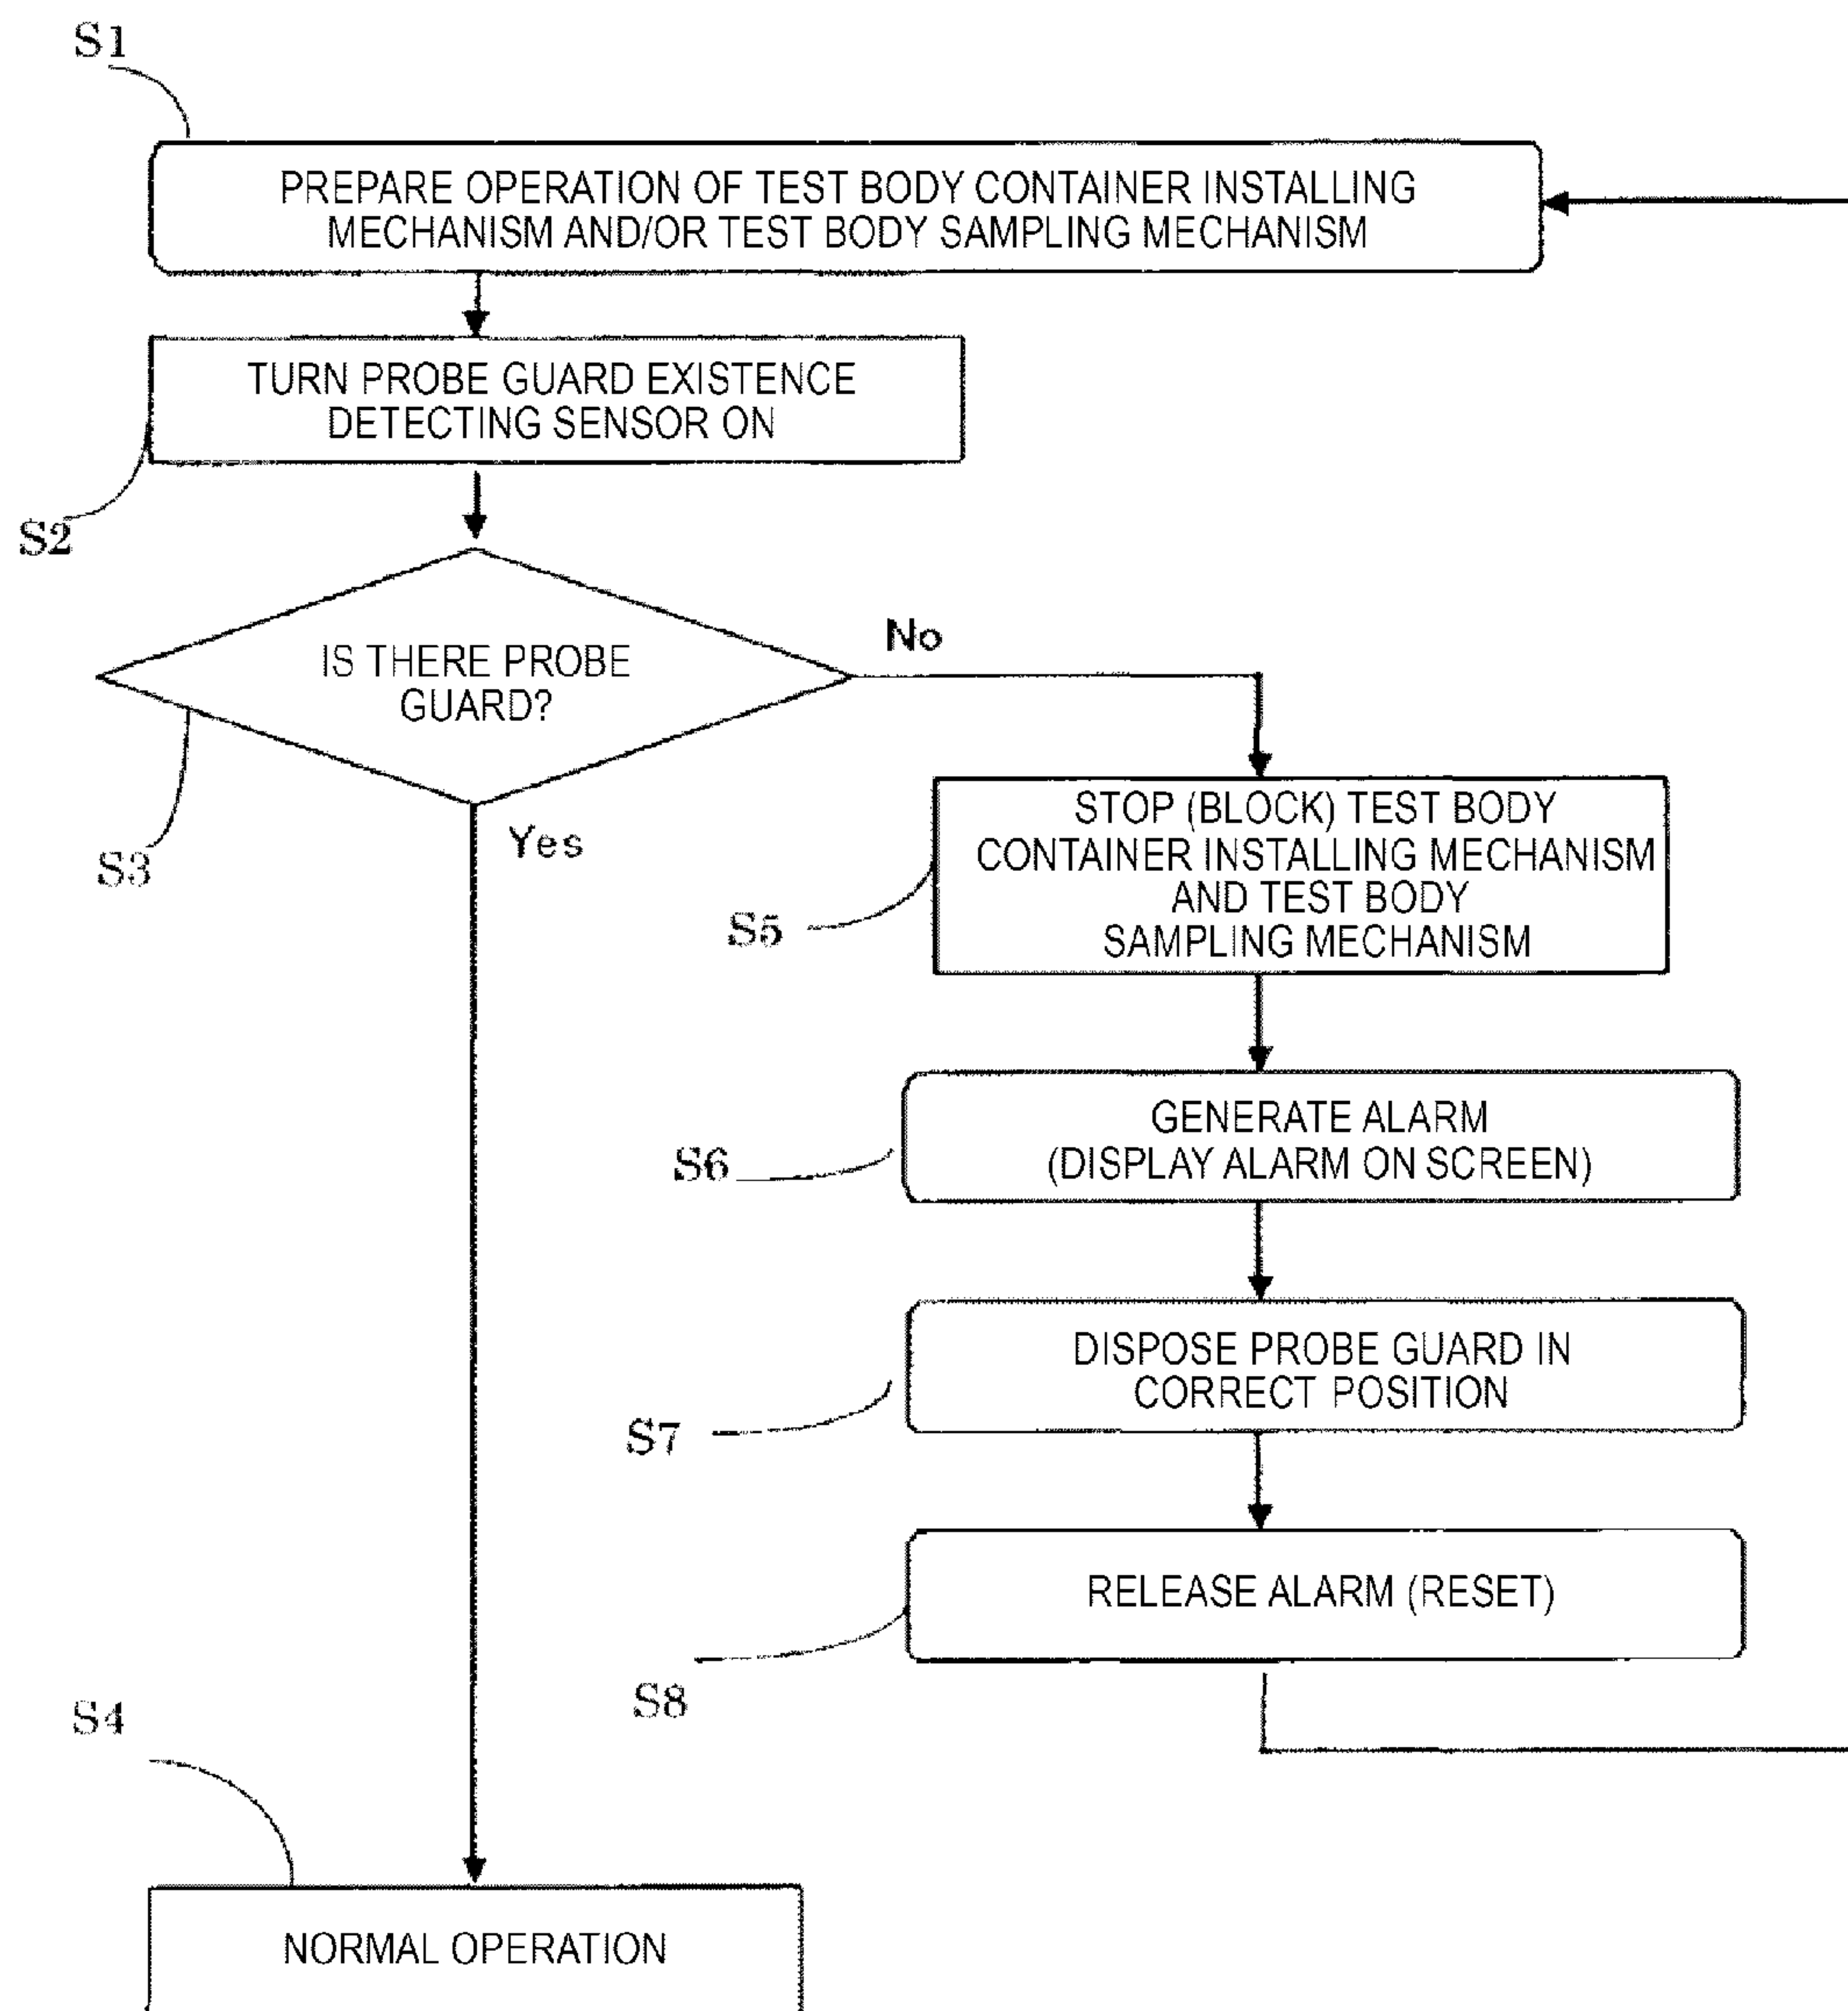 S1
PREPARE OPERATION OF TEST BODY CONTAINER INSTALLING
MECHANISM AND/OR TEST BODY SAMPLING MECHANISM
TURN PROBE GUARD EXISTENCE
DETECTING SENSOR ON
S2
IS THERE PROBE
GUARD?
No
S3
Yes
STOP (BLOCK) TEST BODY
CONTAINER INSTALLING MECHANISM
AND TEST BODY
SAMPLING MECHANISM
S5
GENERATE ALARM
(DISPLAY ALARM ON SCREEN)
S6
DISPOSE PROBE GUARD IN
CORRECT POSITION
S7
RELEASE ALARM (RESET)
S8
S4
NORMAL OPERATION